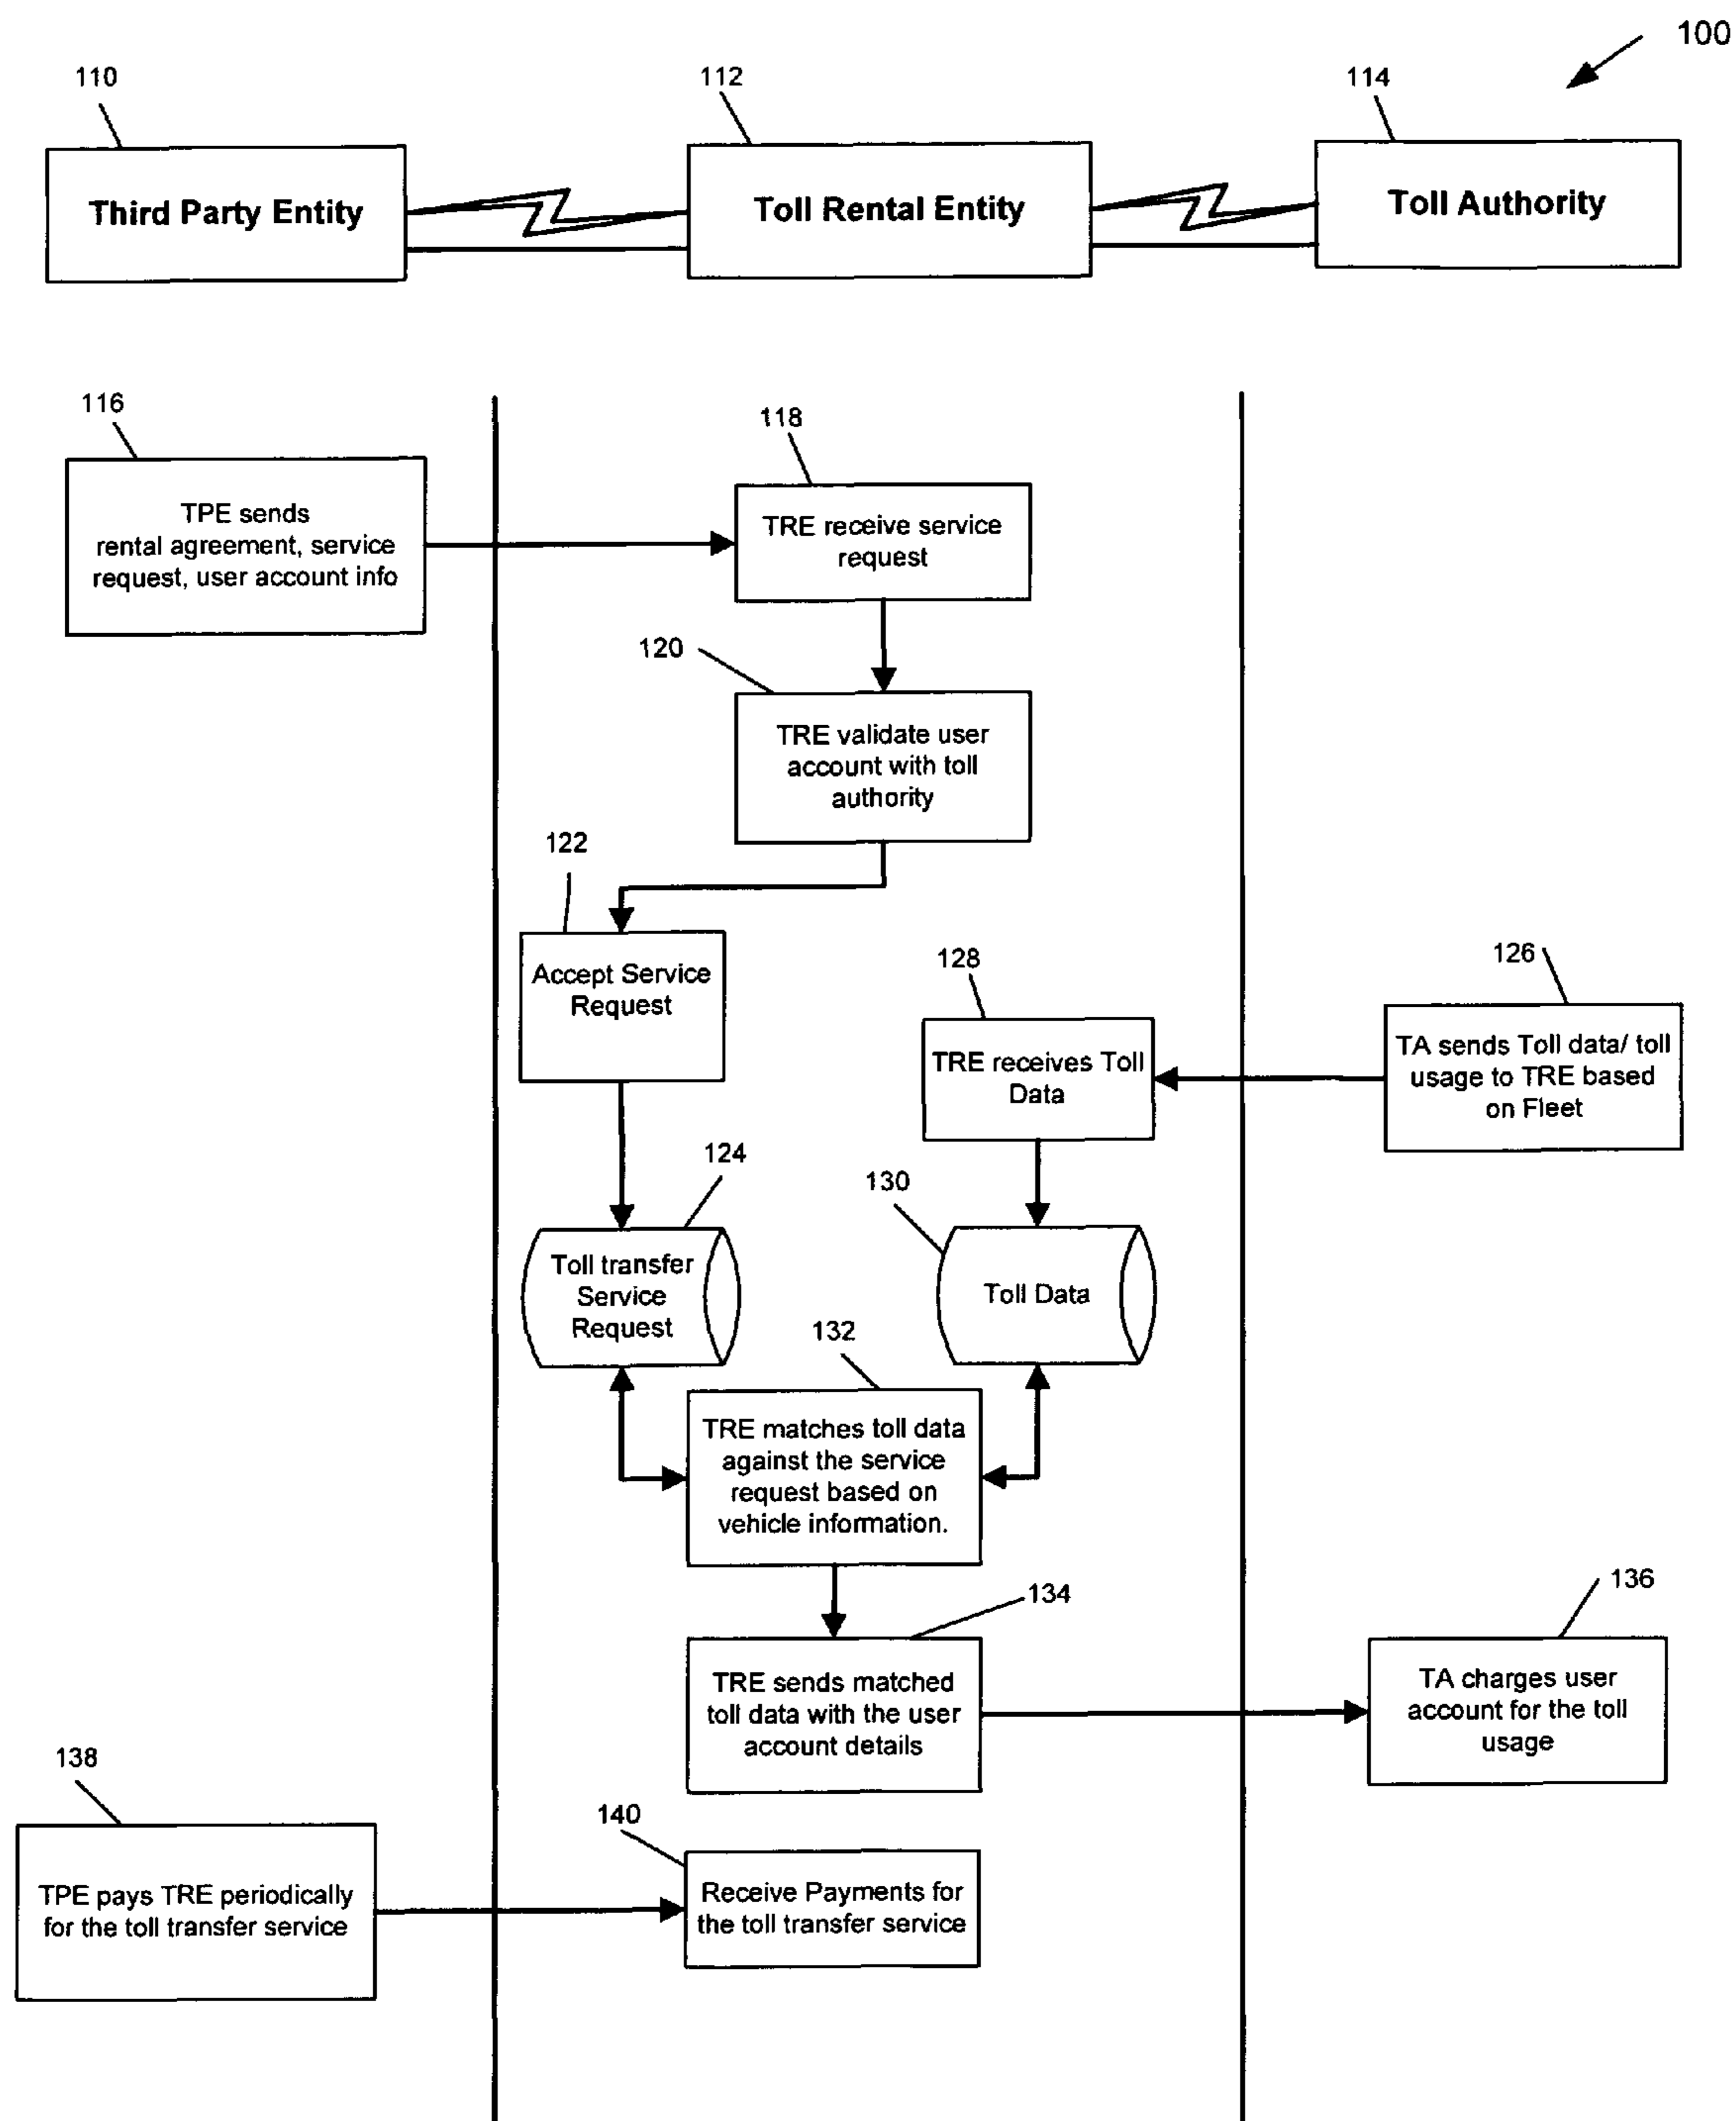 100
110
112
114
Third Party Entity
Toll Rental Entity
Toll Authority
116
118
TPE sends
rental agreement, service
request, user account info
TRE receive service
request
120
TRE validate user
account with toll
authority
122
Accept Service
Request
128
126
TRE receives Toll
Data
TA sends Toll data/ toll
usage to TRE based
on Fleet
124
130
Toll transfer
Service
Request
Toll Data
132
TRE matches toll data
against the service
request based on
vehicle information.
134
136
TRE sends matched
toll data with the user
account details
TA charges user
account for the toll
usage
138
140
TPE pays TRE periodically
for the toll transfer service
Receive Payments for
the toll transfer service